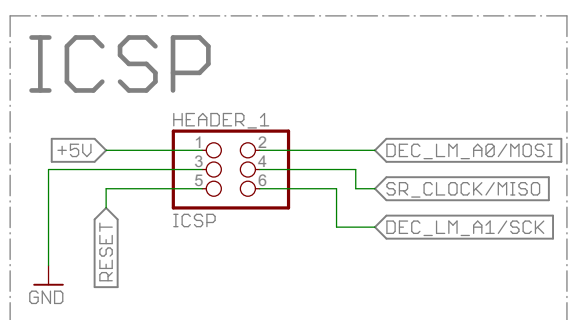 ICSP
HEADER_1
+5V
1
2
DEC_LM_A0/MOSI
3
4
SR_CLOCK/MISO
5
6
DEC_LM_A1/SCK
RESET
ICSP
GND